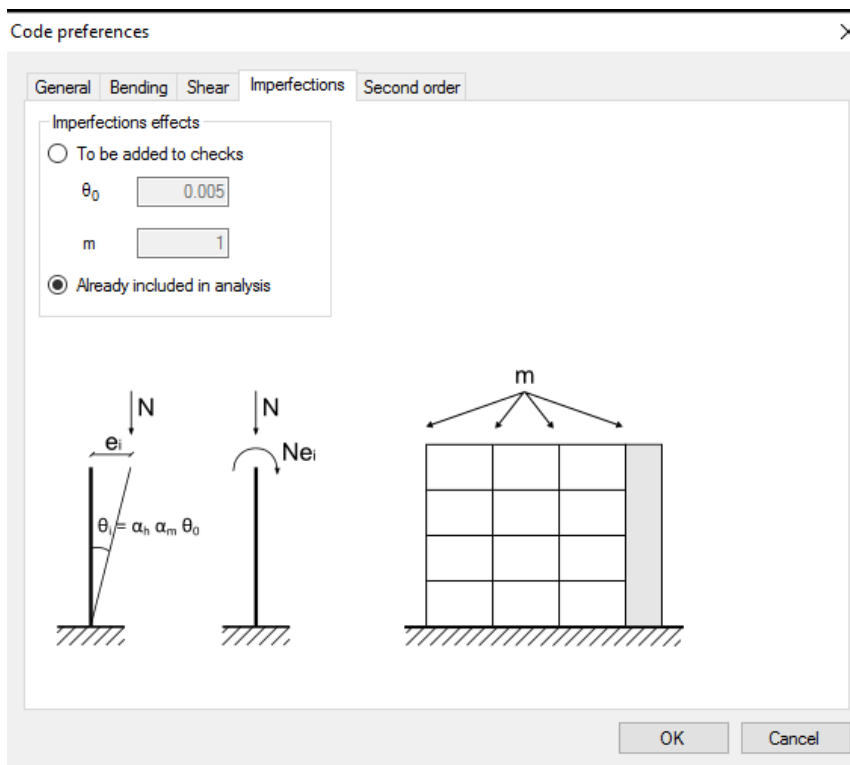 Code preferences
General Bending Shear Imperfections Second order
Imperfections effects
To be added to checks
θ₀ 0.005
m 1
Already included in analysis
m
N N
eᵢ Neᵢ
θᵢ = αₕ αₘ θ₀
OK Cancel